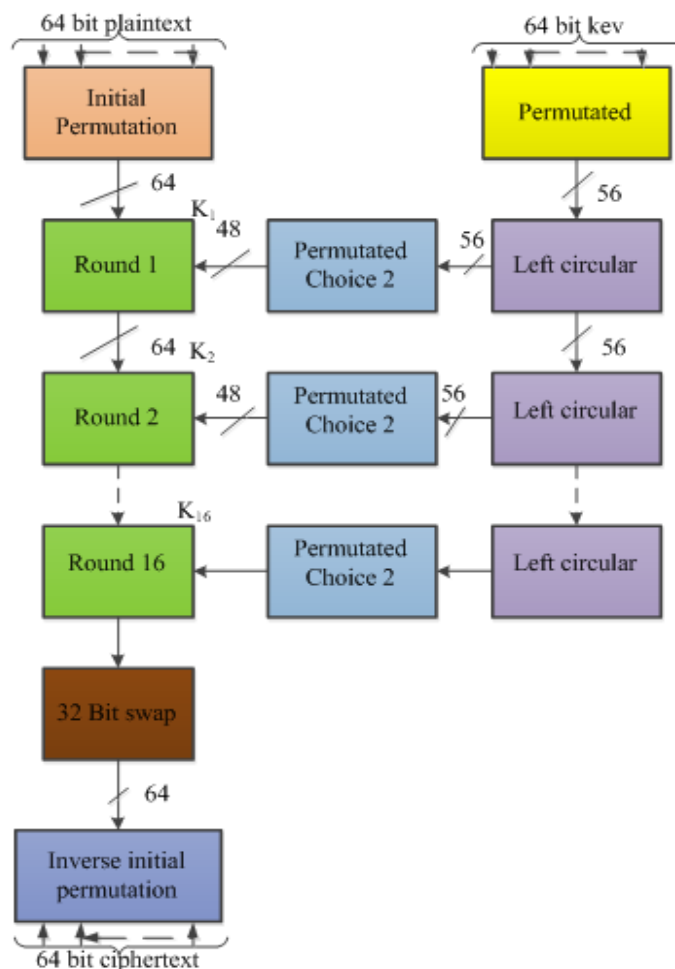 64 bit plaintext
64 bit kev
Initial
Permutation
Permutated
64
56
K₁
48
56
Round 1
Permutated
Choice 2
Left circular
64
56
K₂
48
56
Round 2
Permutated
Choice 2
Left circular
K₁₆
Round 16
Permutated
Choice 2
Left circular
32 Bit swap
64
Inverse initial
permutation
64 bit ciphertext